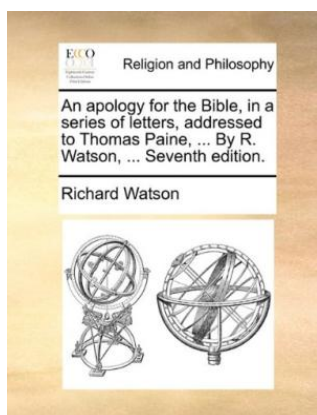 ECCO
Religion and Philosophy
An apology for the Bible, in a
series of letters, addressed
to Thomas Paine, ... By R.
Watson, ... Seventh edition.
Richard Watson